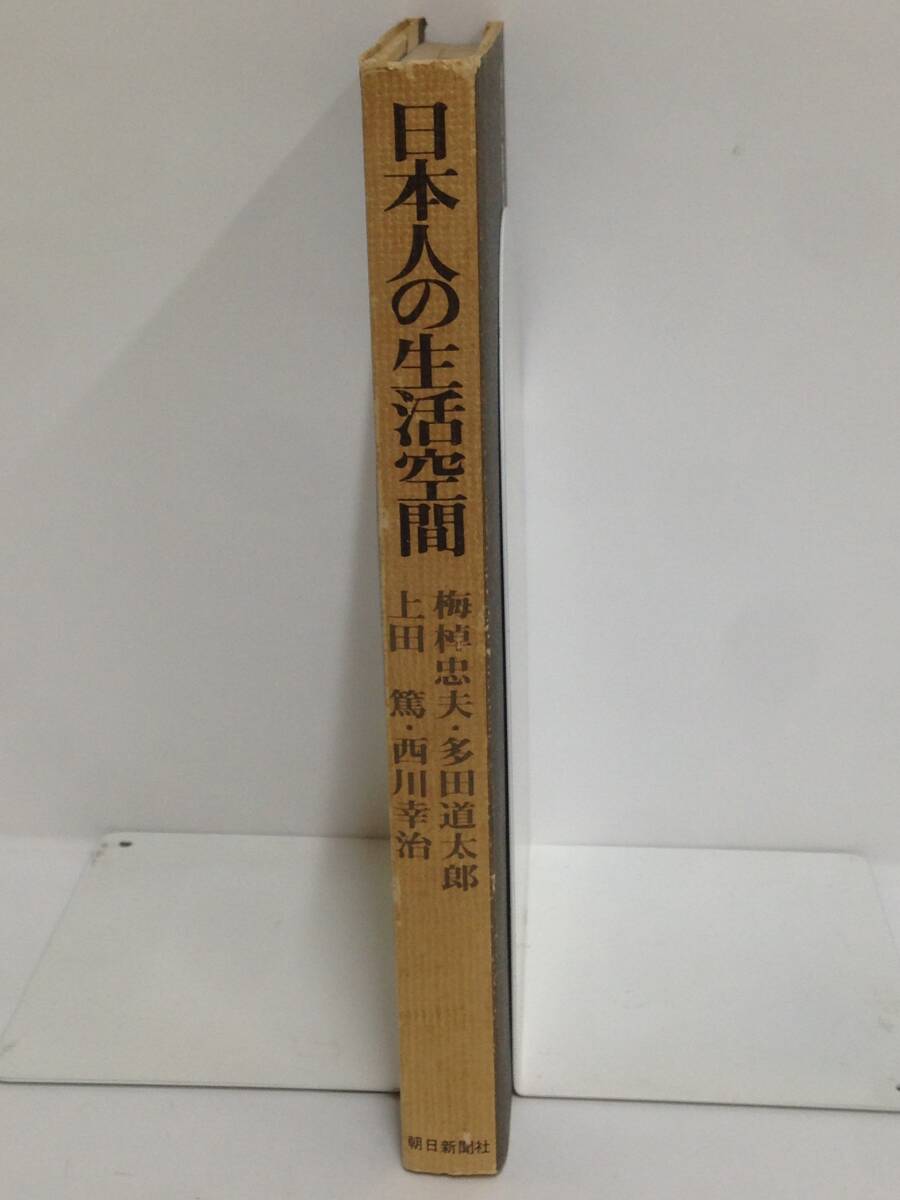 日本人の生活空間
梅棹忠夫・多田道太郎
上田 篤・西川幸治
朝日新聞社